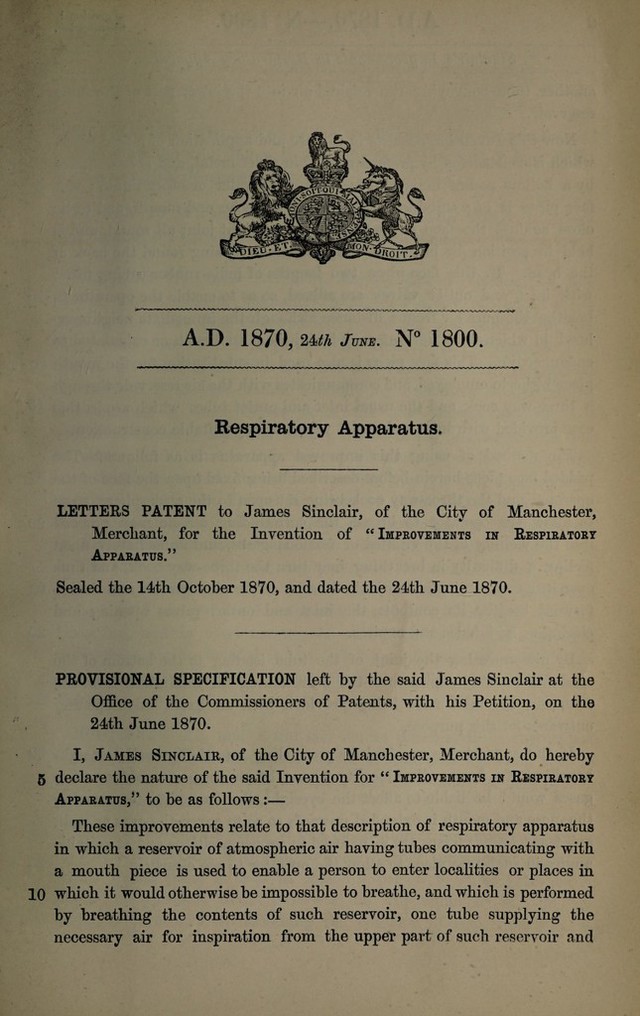 DIEU · ET · MON · DROIT ·
A.D. 1870, 24th JUNE. Nº 1800.
Respiratory Apparatus.
LETTERS PATENT to James Sinclair, of the City of Manchester,
Merchant, for the Invention of “ IMPROVEMENTS IN RESPIRATORY
APPARATUS.”
Sealed the 14th October 1870, and dated the 24th June 1870.
PROVISIONAL SPECIFICATION left by the said James Sinclair at the
Office of the Commissioners of Patents, with his Petition, on the
24th June 1870.
I, JAMES SINCLAIR, of the City of Manchester, Merchant, do hereby
5 declare the nature of the said Invention for “ IMPROVEMENTS IN RESPIRATORY
APPARATUS,” to be as follows :—
These improvements relate to that description of respiratory apparatus
in which a reservoir of atmospheric air having tubes communicating with
a mouth piece is used to enable a person to enter localities or places in
10 which it would otherwise be impossible to breathe, and which is performed
by breathing the contents of such reservoir, one tube supplying the
necessary air for inspiration from the upper part of such reservoir and